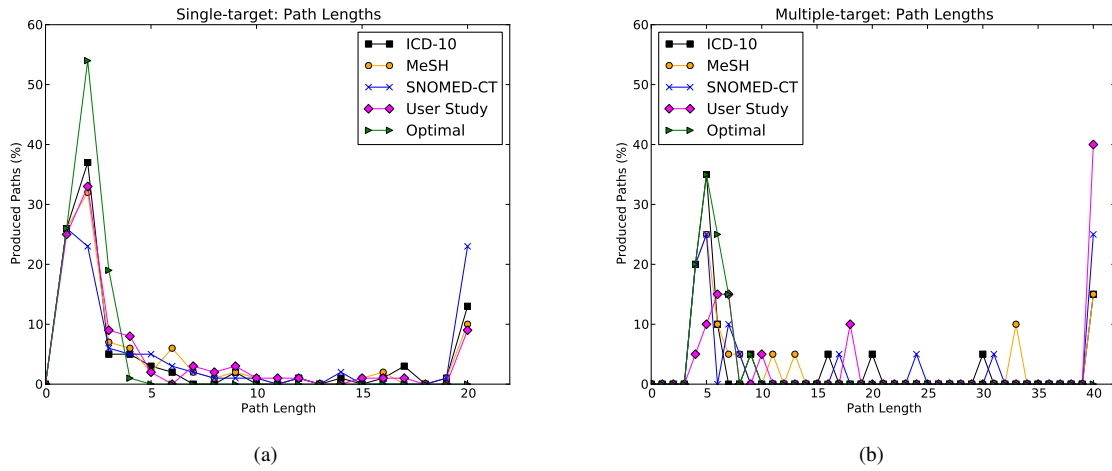 Single-target: Path Lengths
60
50
40
30
20
10
0
Produced Paths (%)
ICD-10
MeSH
SNOMED-CT
User Study
Optimal
0 5 10 15 20
Path Length
(a)
Multiple-target: Path Lengths
60
50
40
30
20
10
0
Produced Paths (%)
ICD-10
MeSH
SNOMED-CT
User Study
Optimal
0 5 10 15 20 25 30 35 40
Path Length
(b)